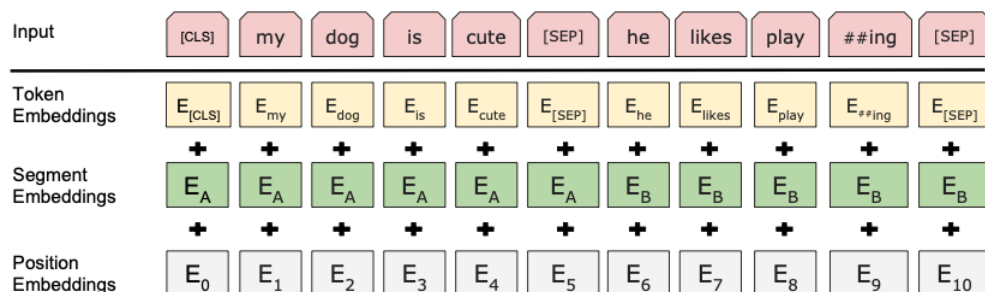 Input [CLS] my dog is cute [SEP] he likes play ##ing [SEP]
Token
Embeddings E[CLS] Emy Edog Eis Ecute E[SEP] Ehe Elikes Eplay E##ing E[SEP]
+ + + + + + + + + + +
Segment
Embeddings EA EA EA EA EA EA EB EB EB EB EB
+ + + + + + + + + + +
Position
Embeddings E0 E1 E2 E3 E4 E5 E6 E7 E8 E9 E10